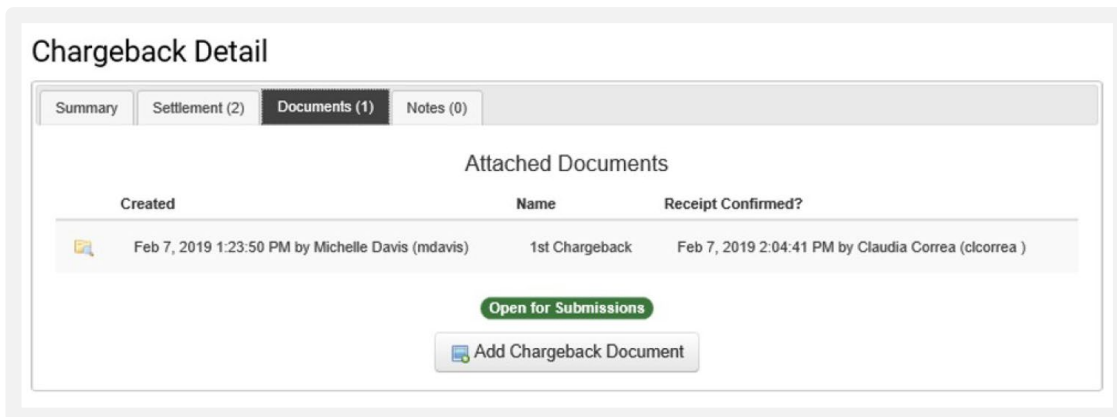 Chargeback Detail
Summary Settlement (2) Documents (1) Notes (0)
Attached Documents
Created Name Receipt Confirmed?
Feb 7, 2019 1:23:50 PM by Michelle Davis (mdavis) 1st Chargeback Feb 7, 2019 2:04:41 PM by Claudia Correa (clcorrea )
Open for Submissions
Add Chargeback Document